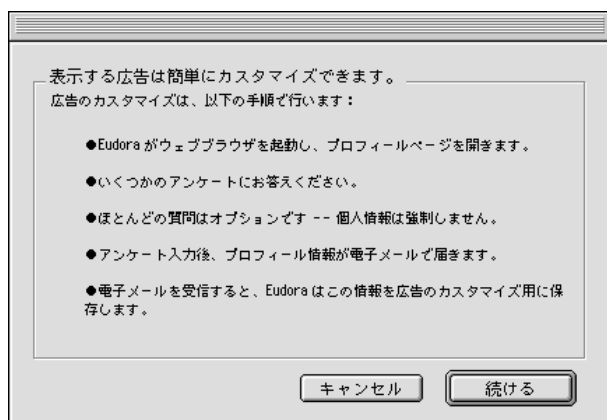 表示する広告は簡単にカスタマイズできます。
広告のカスタマイズは、以下の手順で行います：
●Eudora がウェブブラウザを起動し、プロフィールページを開きます。
●いくつかのアンケートにお答えください。
●ほとんどの質問はオプションです -- 個人情報は強制しません。
●アンケート入力後、プロフィール情報が電子メールで届きます。
●電子メールを受信すると、Eudora はこの情報を広告のカスタマイズ用に保
存します。
キャンセル 続ける